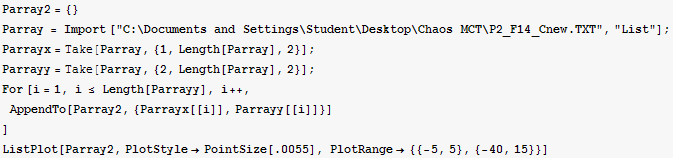 Parray2 = {}
Parray = Import["C:\Documents and Settings\Student\Desktop\Chaos MCT\P2_F14_Cnew.TXT", "List"];
Parrayx = Take[Parray, {1, Length[Parray], 2}];
Parrayy = Take[Parray, {2, Length[Parray], 2}];
For[i = 1, i ≤ Length[Parrayy], i++,
AppendTo[Parray2, {Parrayx[[i]], Parrayy[[i]]}]
]
ListPlot[Parray2, PlotStyle → PointSize[.0055], PlotRange → {{-5, 5}, {-40, 15}}]